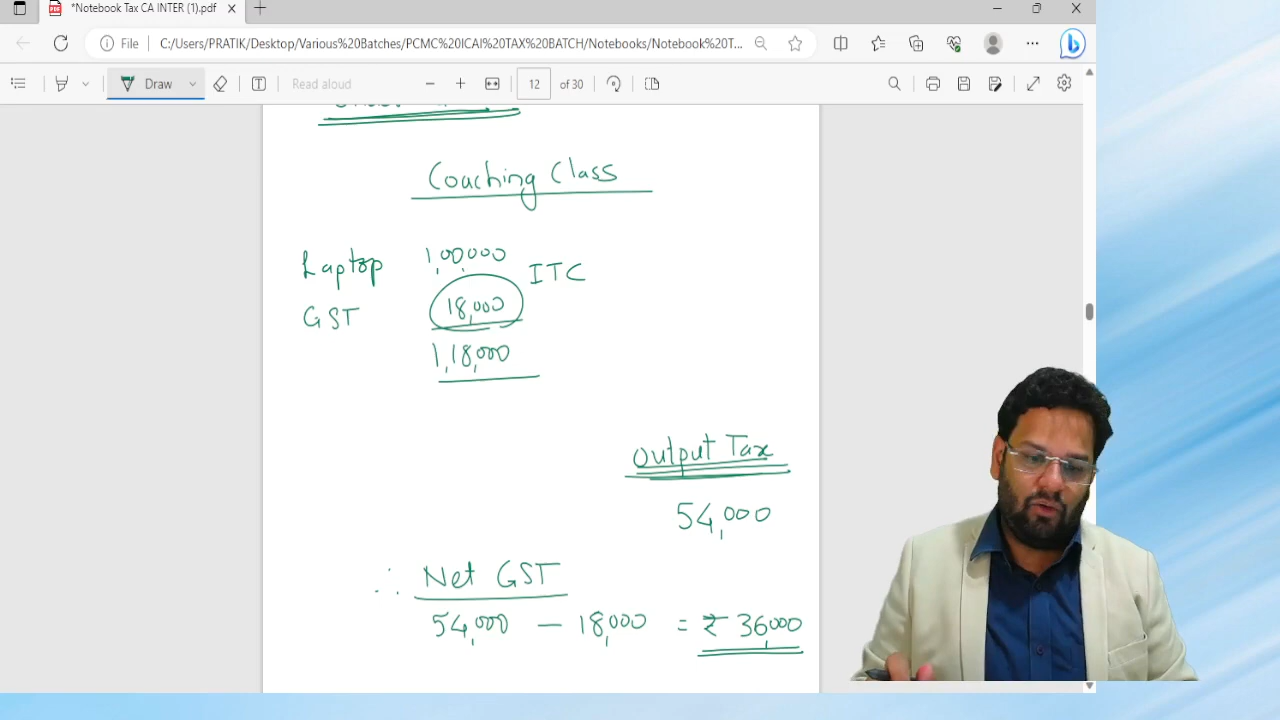 *Notebook Tax CA INTER (1).pdf
File
C:/Users/PRATIK/Desktop/Various%20Batches/PCMC%20ICAI%20TAX%20BATCH/Notebooks/Notebook%20T...
Draw
Read aloud
12 of 30
Coaching Class
Laptop 1,00,000 ITC
GST 18,000
1,18,000
Output Tax
54,000
∴ Net GST
54,000 — 18,000 = ₹ 36,000